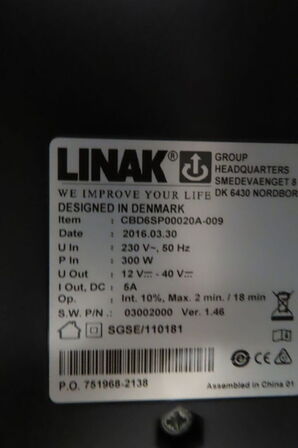 LINAK®
GROUP
HEADQUARTERS
SMEDEVAENGET 8
DK 6430 NORDBOR
WE IMPROVE YOUR LIFE
DESIGNED IN DENMARK
Item : CBD6SP00020A-009
Date : 2016.03.30
U In : 230 V~, 50 Hz
P In : 300 W
U Out : 12 V⎓ - 40 V⎓
I Out, DC : 5A
Op. : Int. 10%, Max. 2 min. / 18 min
S.W. P/N. : 03002000 Ver. 1.46
SGSE/110181
P.O. 751968-2138
Assembled in China 01